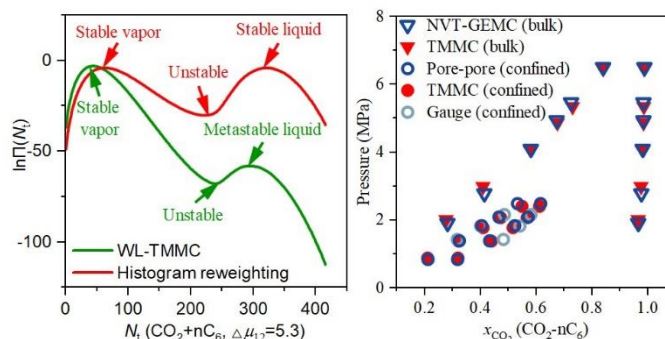 Stable vapor
Stable liquid
Unstable
Stable
vapor
Metastable liquid
Unstable
WL-TMMC
Histogram reweighting
lnΠ(Nₜ)
0
-50
-100
0 100 200 300 400
Nₜ (CO₂+nC₆, △μ₁₂=5.3)
NVT-GEMC (bulk)
TMMC (bulk)
Pore-pore (confined)
TMMC (confined)
Gauge (confined)
Pressure (MPa)
8
6
4
2
0
0.2 0.4 0.6 0.8 1.0
x_CO₂ (CO₂-nC₆)